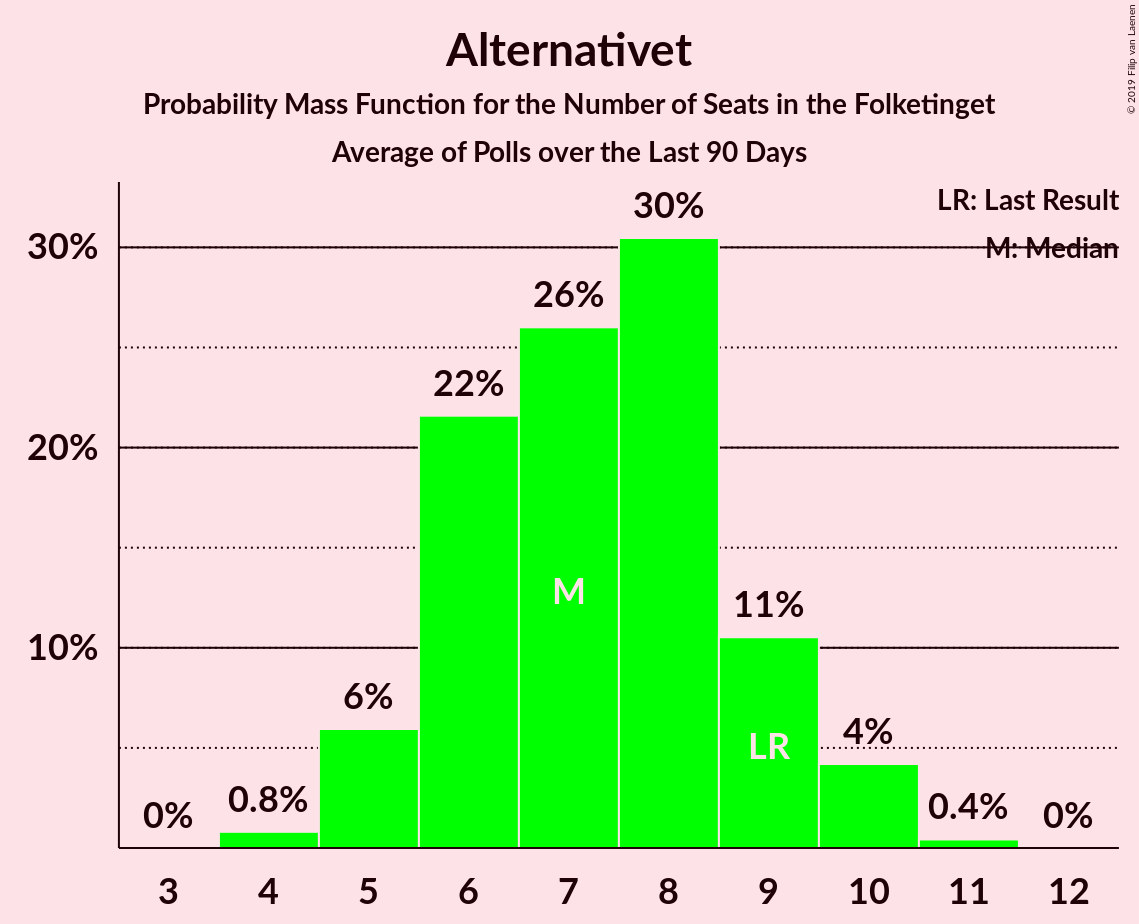 Alternativet
Probability Mass Function for the Number of Seats in the Folketinget
Average of Polls over the Last 90 Days
© 2019 Filip van Laenen
LR: Last Result
M: Median
30%
20%
10%
0%
0.8%
6%
22%
26%
30%
11%
4%
0.4%
0%
M
LR
3 4 5 6 7 8 9 10 11 12